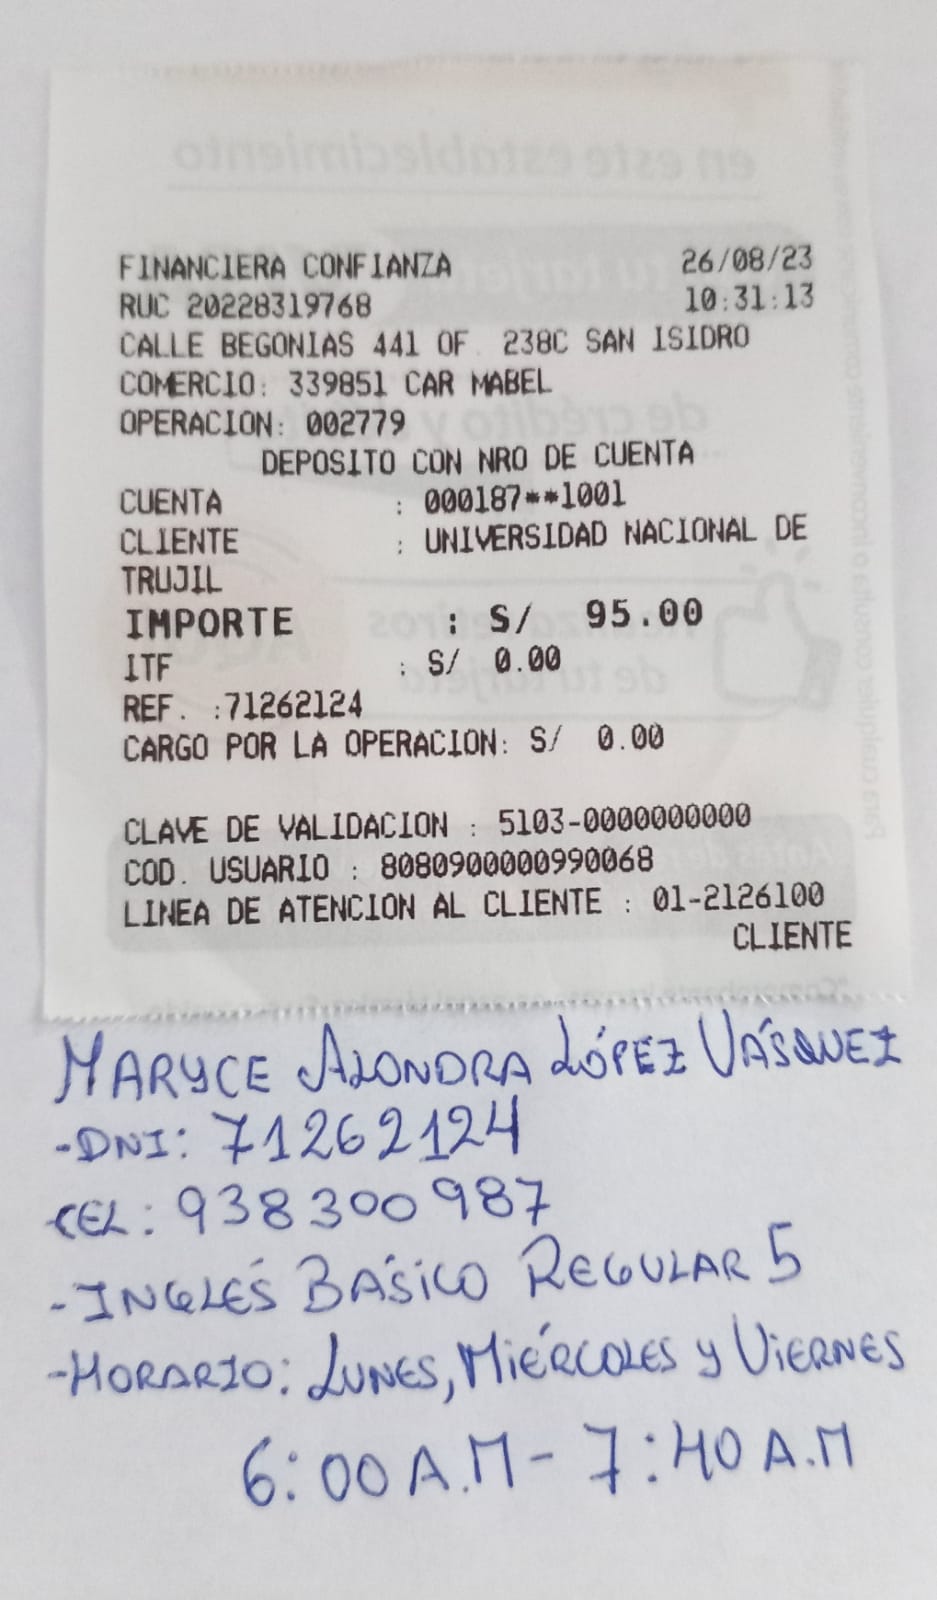 en este establecimiento
FINANCIERA CONFIANZA 26/08/23
RUC 20228319768 10:31:13
CALLE BEGONIAS 441 OF. 238C SAN ISIDRO
COMERCIO: 339851 CAR MABEL
OPERACION: 002779
DEPOSITO CON NRO DE CUENTA
CUENTA : 000187**1001
CLIENTE : UNIVERSIDAD NACIONAL DE
TRUJIL
IMPORTE : S/ 95.00
ITF : S/ 0.00
REF. :71262124
CARGO POR LA OPERACION: S/ 0.00
CLAVE DE VALIDACION : 5103-0000000000
COD. USUARIO : 8080900000990068
LINEA DE ATENCION AL CLIENTE : 01-2126100
CLIENTE
MARYCE ALONDRA LÓPEZ VÁSQUEZ
-DNI: 71262124
CEL: 938300987
-INGLÉS BÁSICO REGULAR 5
-HORARIO: LUNES, MIÉRCOLES y VIERNES
6:00 A.M - 7:40 A.M